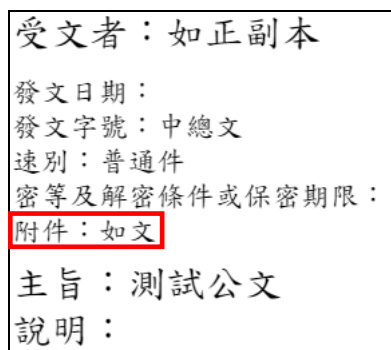 受文者：如正副本
發文日期：
發文字號：中總文
速別：普通件
密等及解密條件或保密期限：
附件：如文
主旨：測試公文
說明：